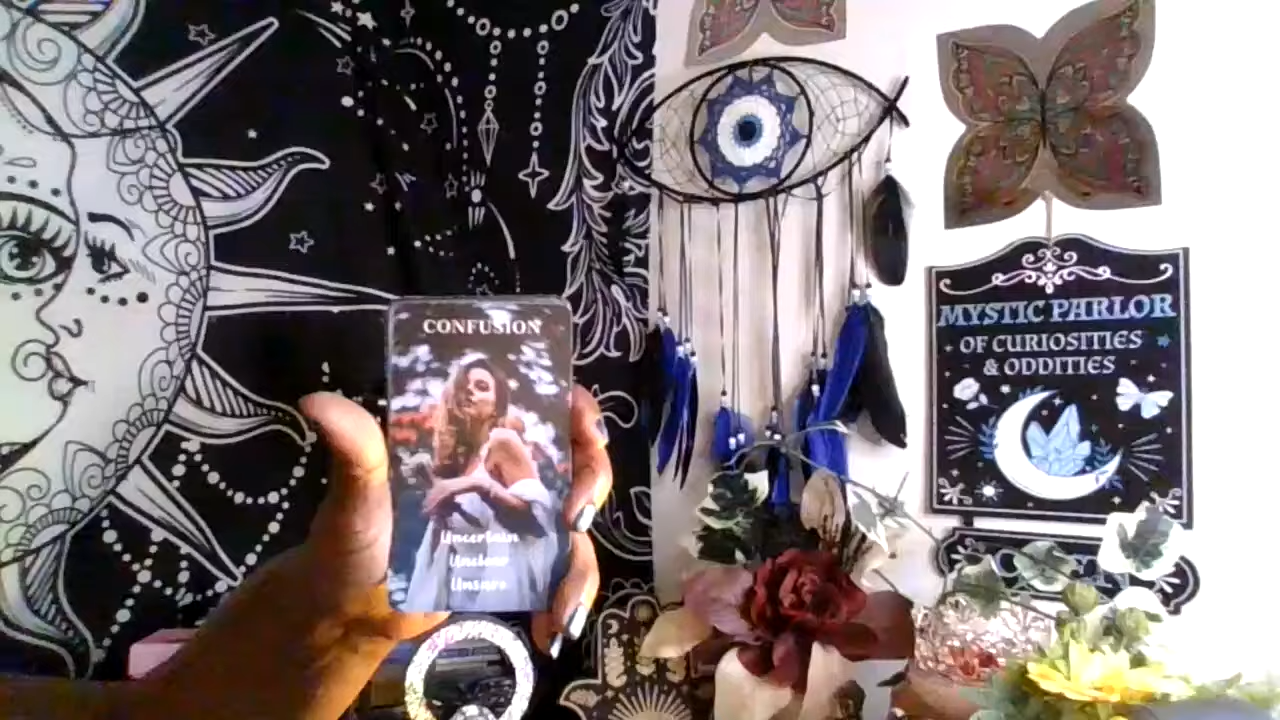 CONFUSION
Uncertain
Unclear
Unsure
MYSTIC PARLOR
OF CURIOSITIES
& ODDITIES